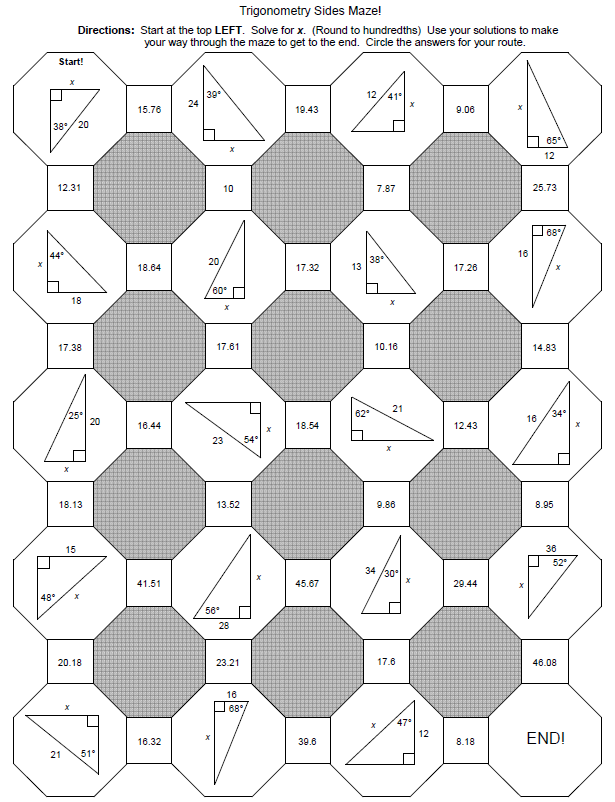 Trigonometry Sides Maze!
Directions: Start at the top LEFT. Solve for x. (Round to hundredths) Use your solutions to make
your way through the maze to get to the end. Circle the answers for your route.
Start!
x
38° 20
15.76
24 39°
x
19.43
12 41° x
9.06
x
65°
12
12.31
10
7.87
25.73
44°
x
18
18.64
20
60°
x
17.32
13 38°
x
17.26
68°
16 x
17.38
17.61
10.16
14.83
25° 20
x
16.44
x
23 54°
18.54
62° 21
x
12.43
16 34° x
18.13
13.52
9.86
8.95
15
48° x
41.51
x
56°
28
45.67
34 30° x
29.44
36
52°
x
20.18
23.21
17.6
46.08
x
21 51°
16.32
16
68°
x
39.6
x 47° 12
8.18
END!